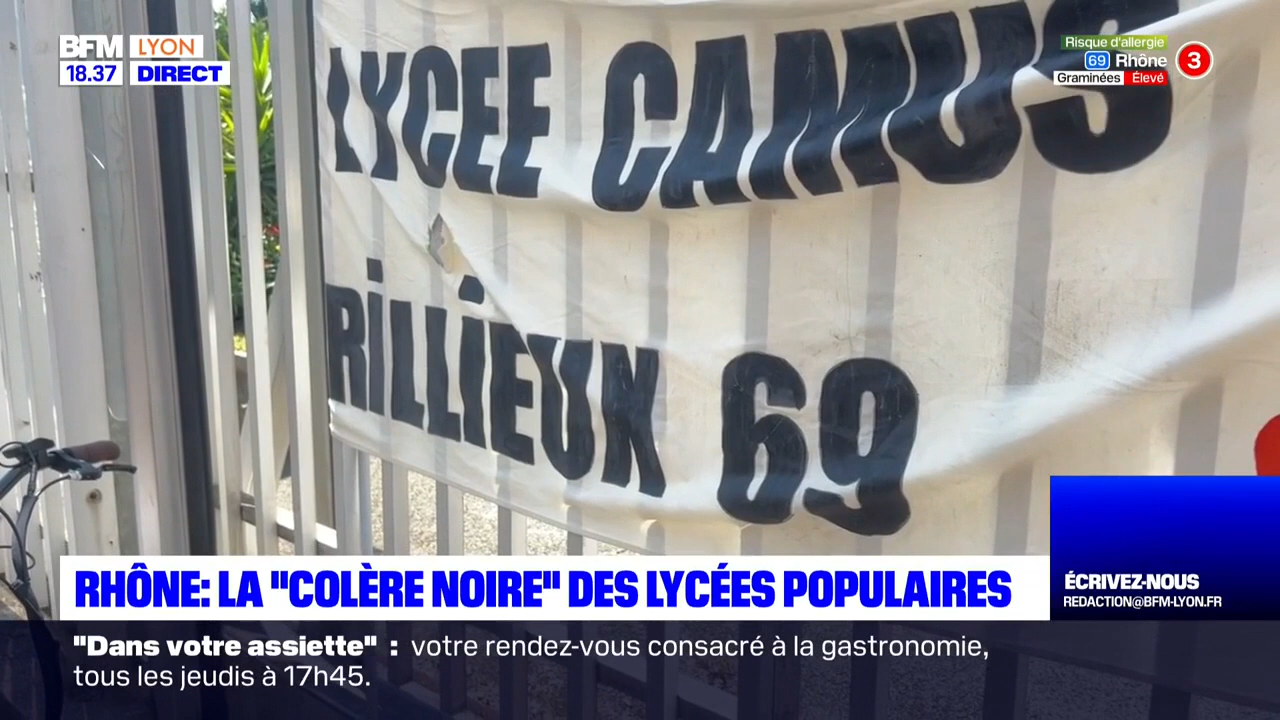 BFM LYON
18.37 DIRECT
Risque d'allergie
69 Rhône 3
Graminées Élevé
LYCEE CAMUS
RiLLiEUX 69
RHÔNE: LA "COLÈRE NOIRE" DES LYCÉES POPULAIRES
ÉCRIVEZ-NOUS
REDACTION@BFM-LYON.FR
"Dans votre assiette" : votre rendez-vous consacré à la gastronomie,
tous les jeudis à 17h45.